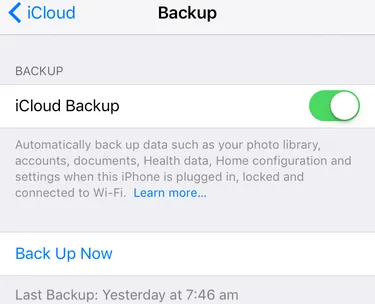 iCloud
Backup
BACKUP
iCloud Backup
Automatically back up data such as your photo library,
accounts, documents, Health data, Home configuration and
settings when this iPhone is plugged in, locked and
connected to Wi-Fi. Learn more...
Back Up Now
Last Backup: Yesterday at 7:46 am